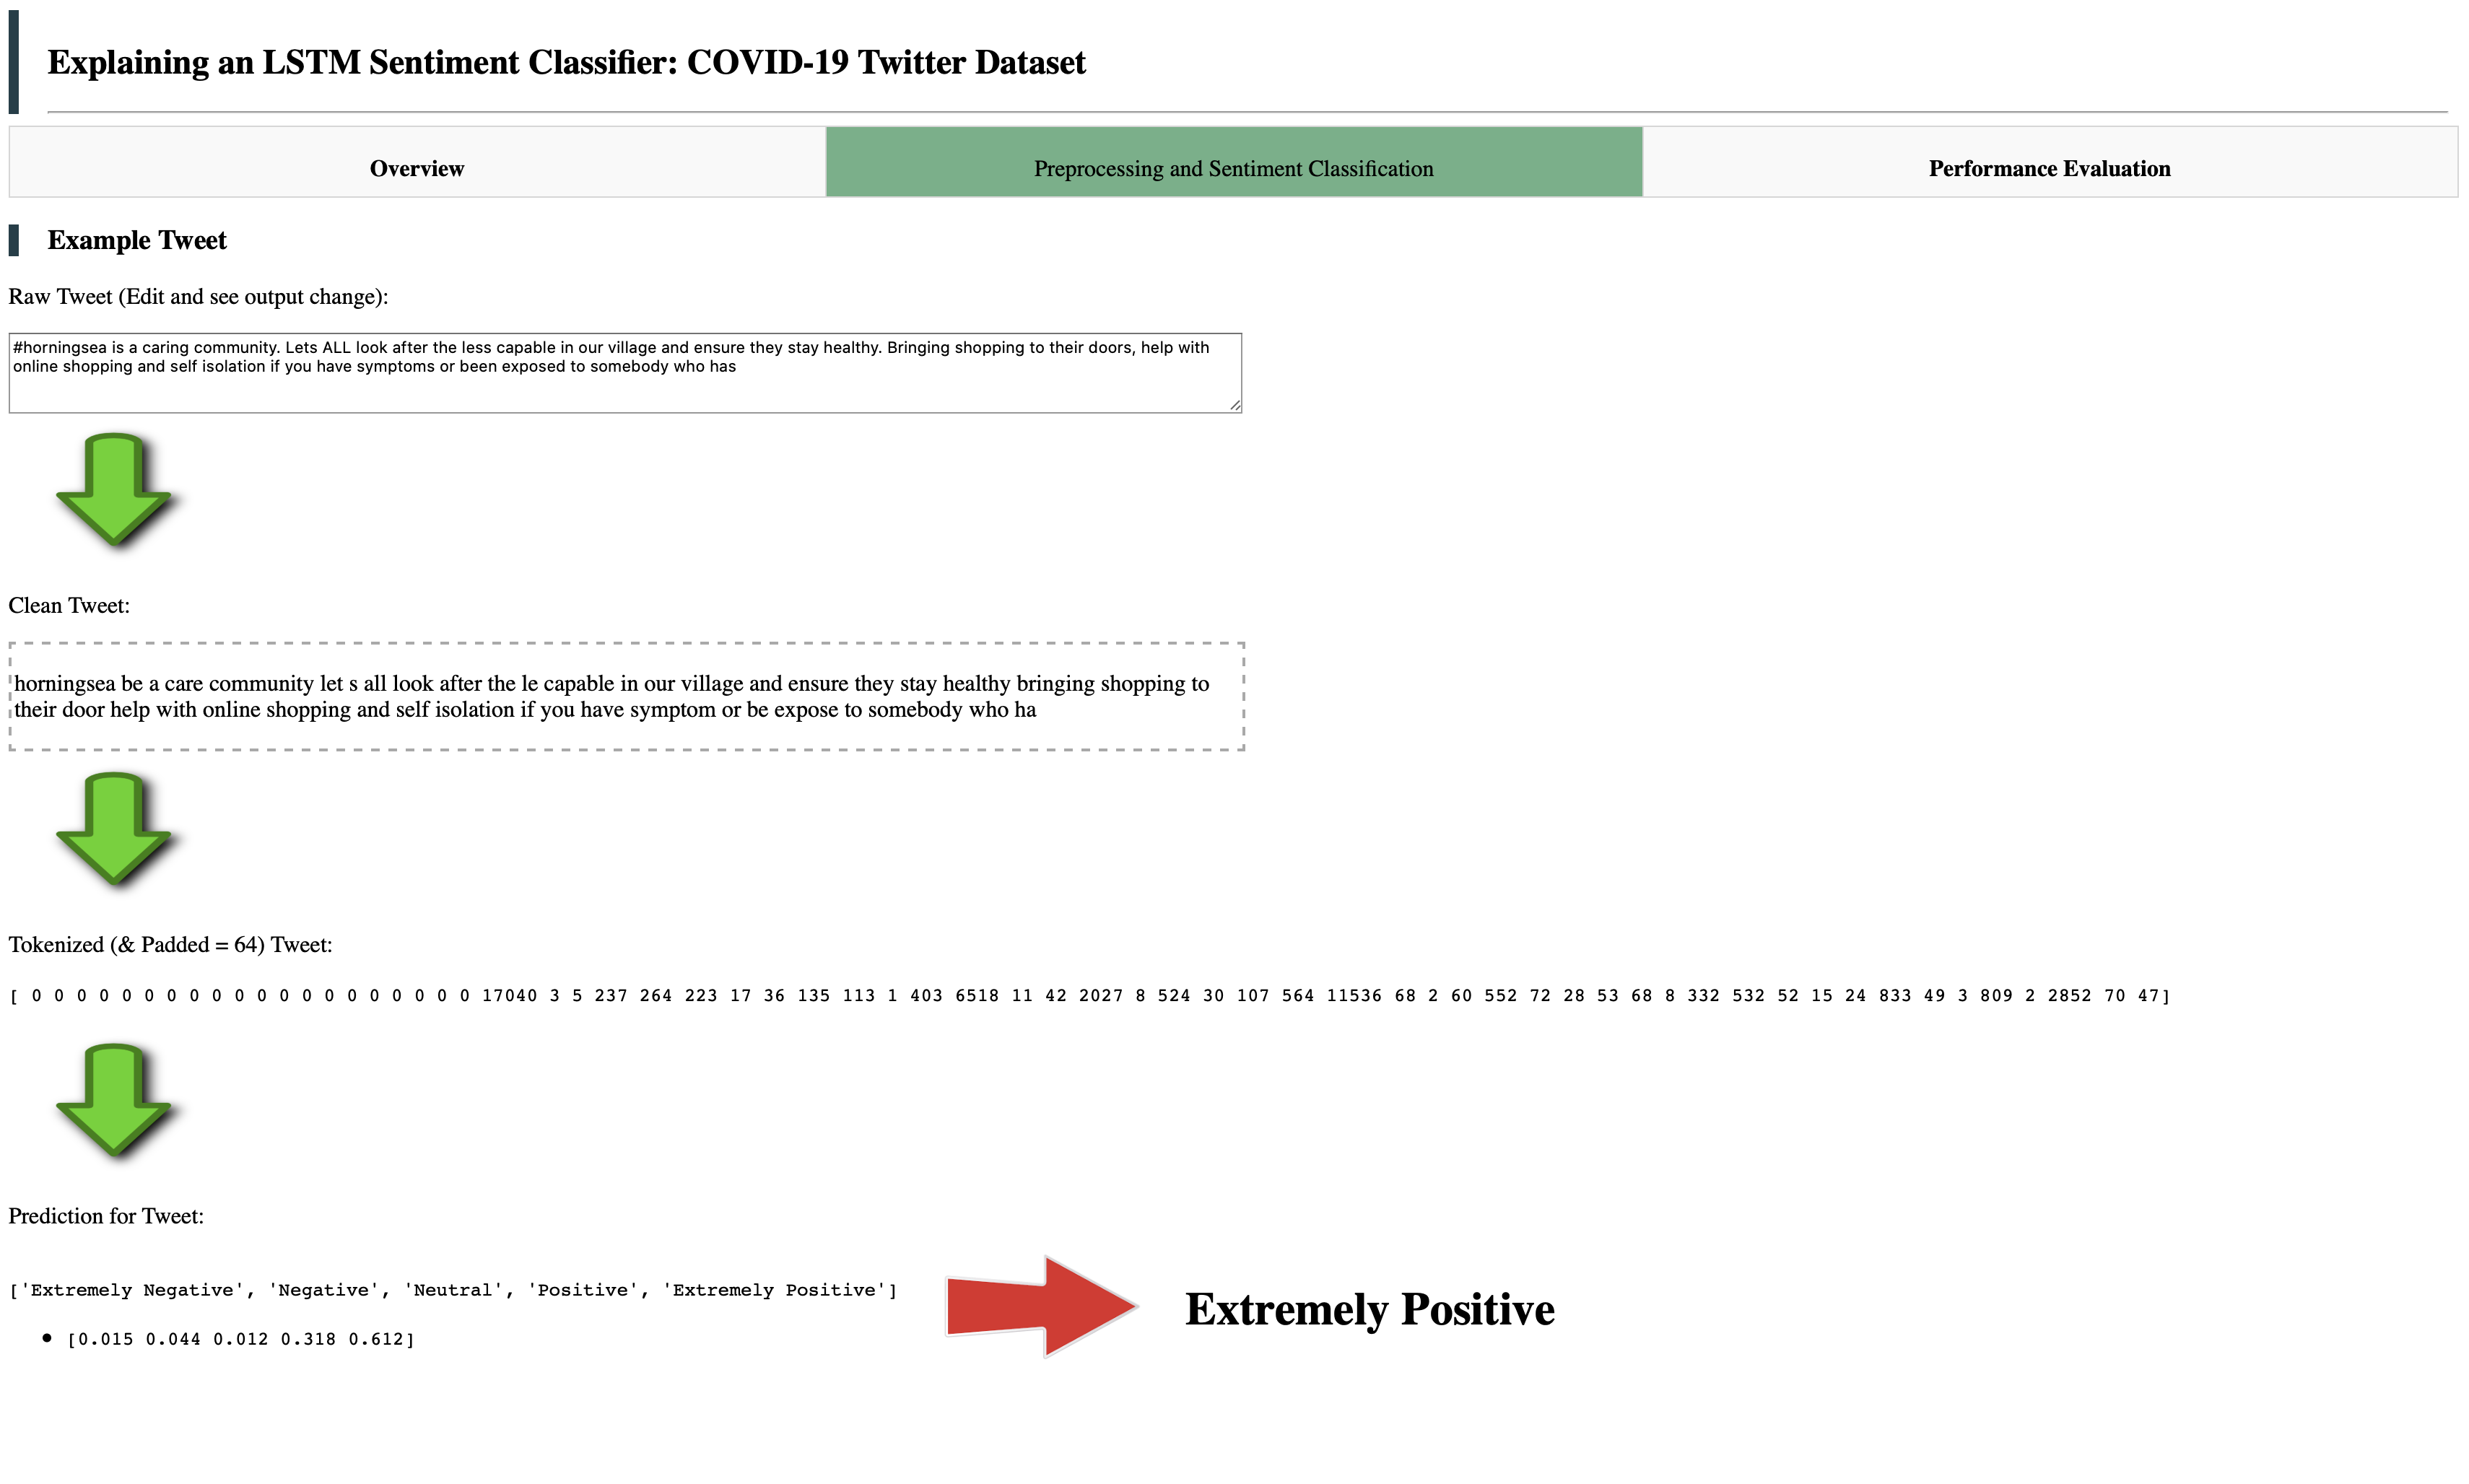 Explaining an LSTM Sentiment Classifier: COVID-19 Twitter Dataset
Overview
Preprocessing and Sentiment Classification
Performance Evaluation
Example Tweet
Raw Tweet (Edit and see output change):
#horningsea is a caring community. Lets ALL look after the less capable in our village and ensure they stay healthy. Bringing shopping to their doors, help with
online shopping and self isolation if you have symptoms or been exposed to somebody who has
Clean Tweet:
horningsea be a care community let s all look after the le capable in our village and ensure they stay healthy bringing shopping to
their door help with online shopping and self isolation if you have symptom or be expose to somebody who ha
Tokenized (& Padded = 64) Tweet:
[ 0 0 0 0 0 0 0 0 0 0 0 0 0 0 0 0 0 0 0 0 17040 3 5 237 264 223 17 36 135 113 1 403 6518 11 42 2027 8 524 30 107 564 11536 68 2 60 552 72 28 53 68 8 332 532 52 15 24 833 49 3 809 2 2852 70 47]
Prediction for Tweet:
['Extremely Negative', 'Negative', 'Neutral', 'Positive', 'Extremely Positive']
• [0.015 0.044 0.012 0.318 0.612]
Extremely Positive